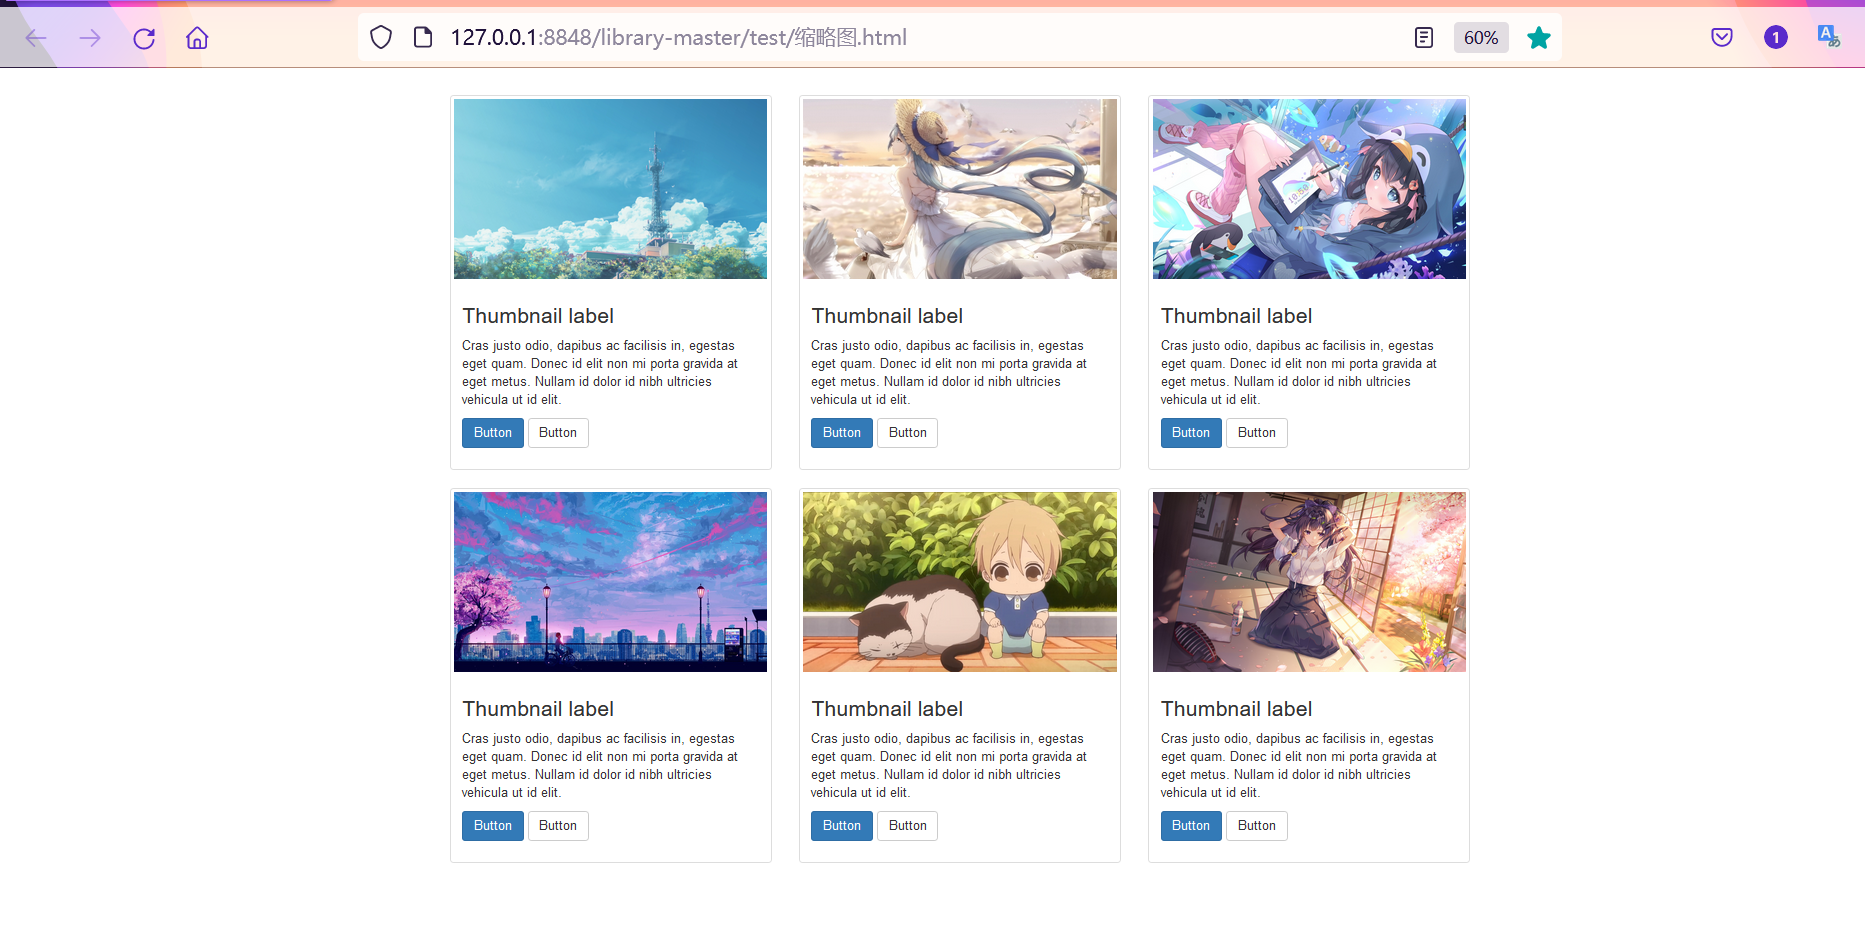 127.0.0.1:8848/library-master/test/缩略图.html
60%
1
Thumbnail label
Cras justo odio, dapibus ac facilisis in, egestas
eget quam. Donec id elit non mi porta gravida at
eget metus. Nullam id dolor id nibh ultricies
vehicula ut id elit.
Button Button
Thumbnail label
Cras justo odio, dapibus ac facilisis in, egestas
eget quam. Donec id elit non mi porta gravida at
eget metus. Nullam id dolor id nibh ultricies
vehicula ut id elit.
Button Button
Thumbnail label
Cras justo odio, dapibus ac facilisis in, egestas
eget quam. Donec id elit non mi porta gravida at
eget metus. Nullam id dolor id nibh ultricies
vehicula ut id elit.
Button Button
Thumbnail label
Cras justo odio, dapibus ac facilisis in, egestas
eget quam. Donec id elit non mi porta gravida at
eget metus. Nullam id dolor id nibh ultricies
vehicula ut id elit.
Button Button
Thumbnail label
Cras justo odio, dapibus ac facilisis in, egestas
eget quam. Donec id elit non mi porta gravida at
eget metus. Nullam id dolor id nibh ultricies
vehicula ut id elit.
Button Button
Thumbnail label
Cras justo odio, dapibus ac facilisis in, egestas
eget quam. Donec id elit non mi porta gravida at
eget metus. Nullam id dolor id nibh ultricies
vehicula ut id elit.
Button Button